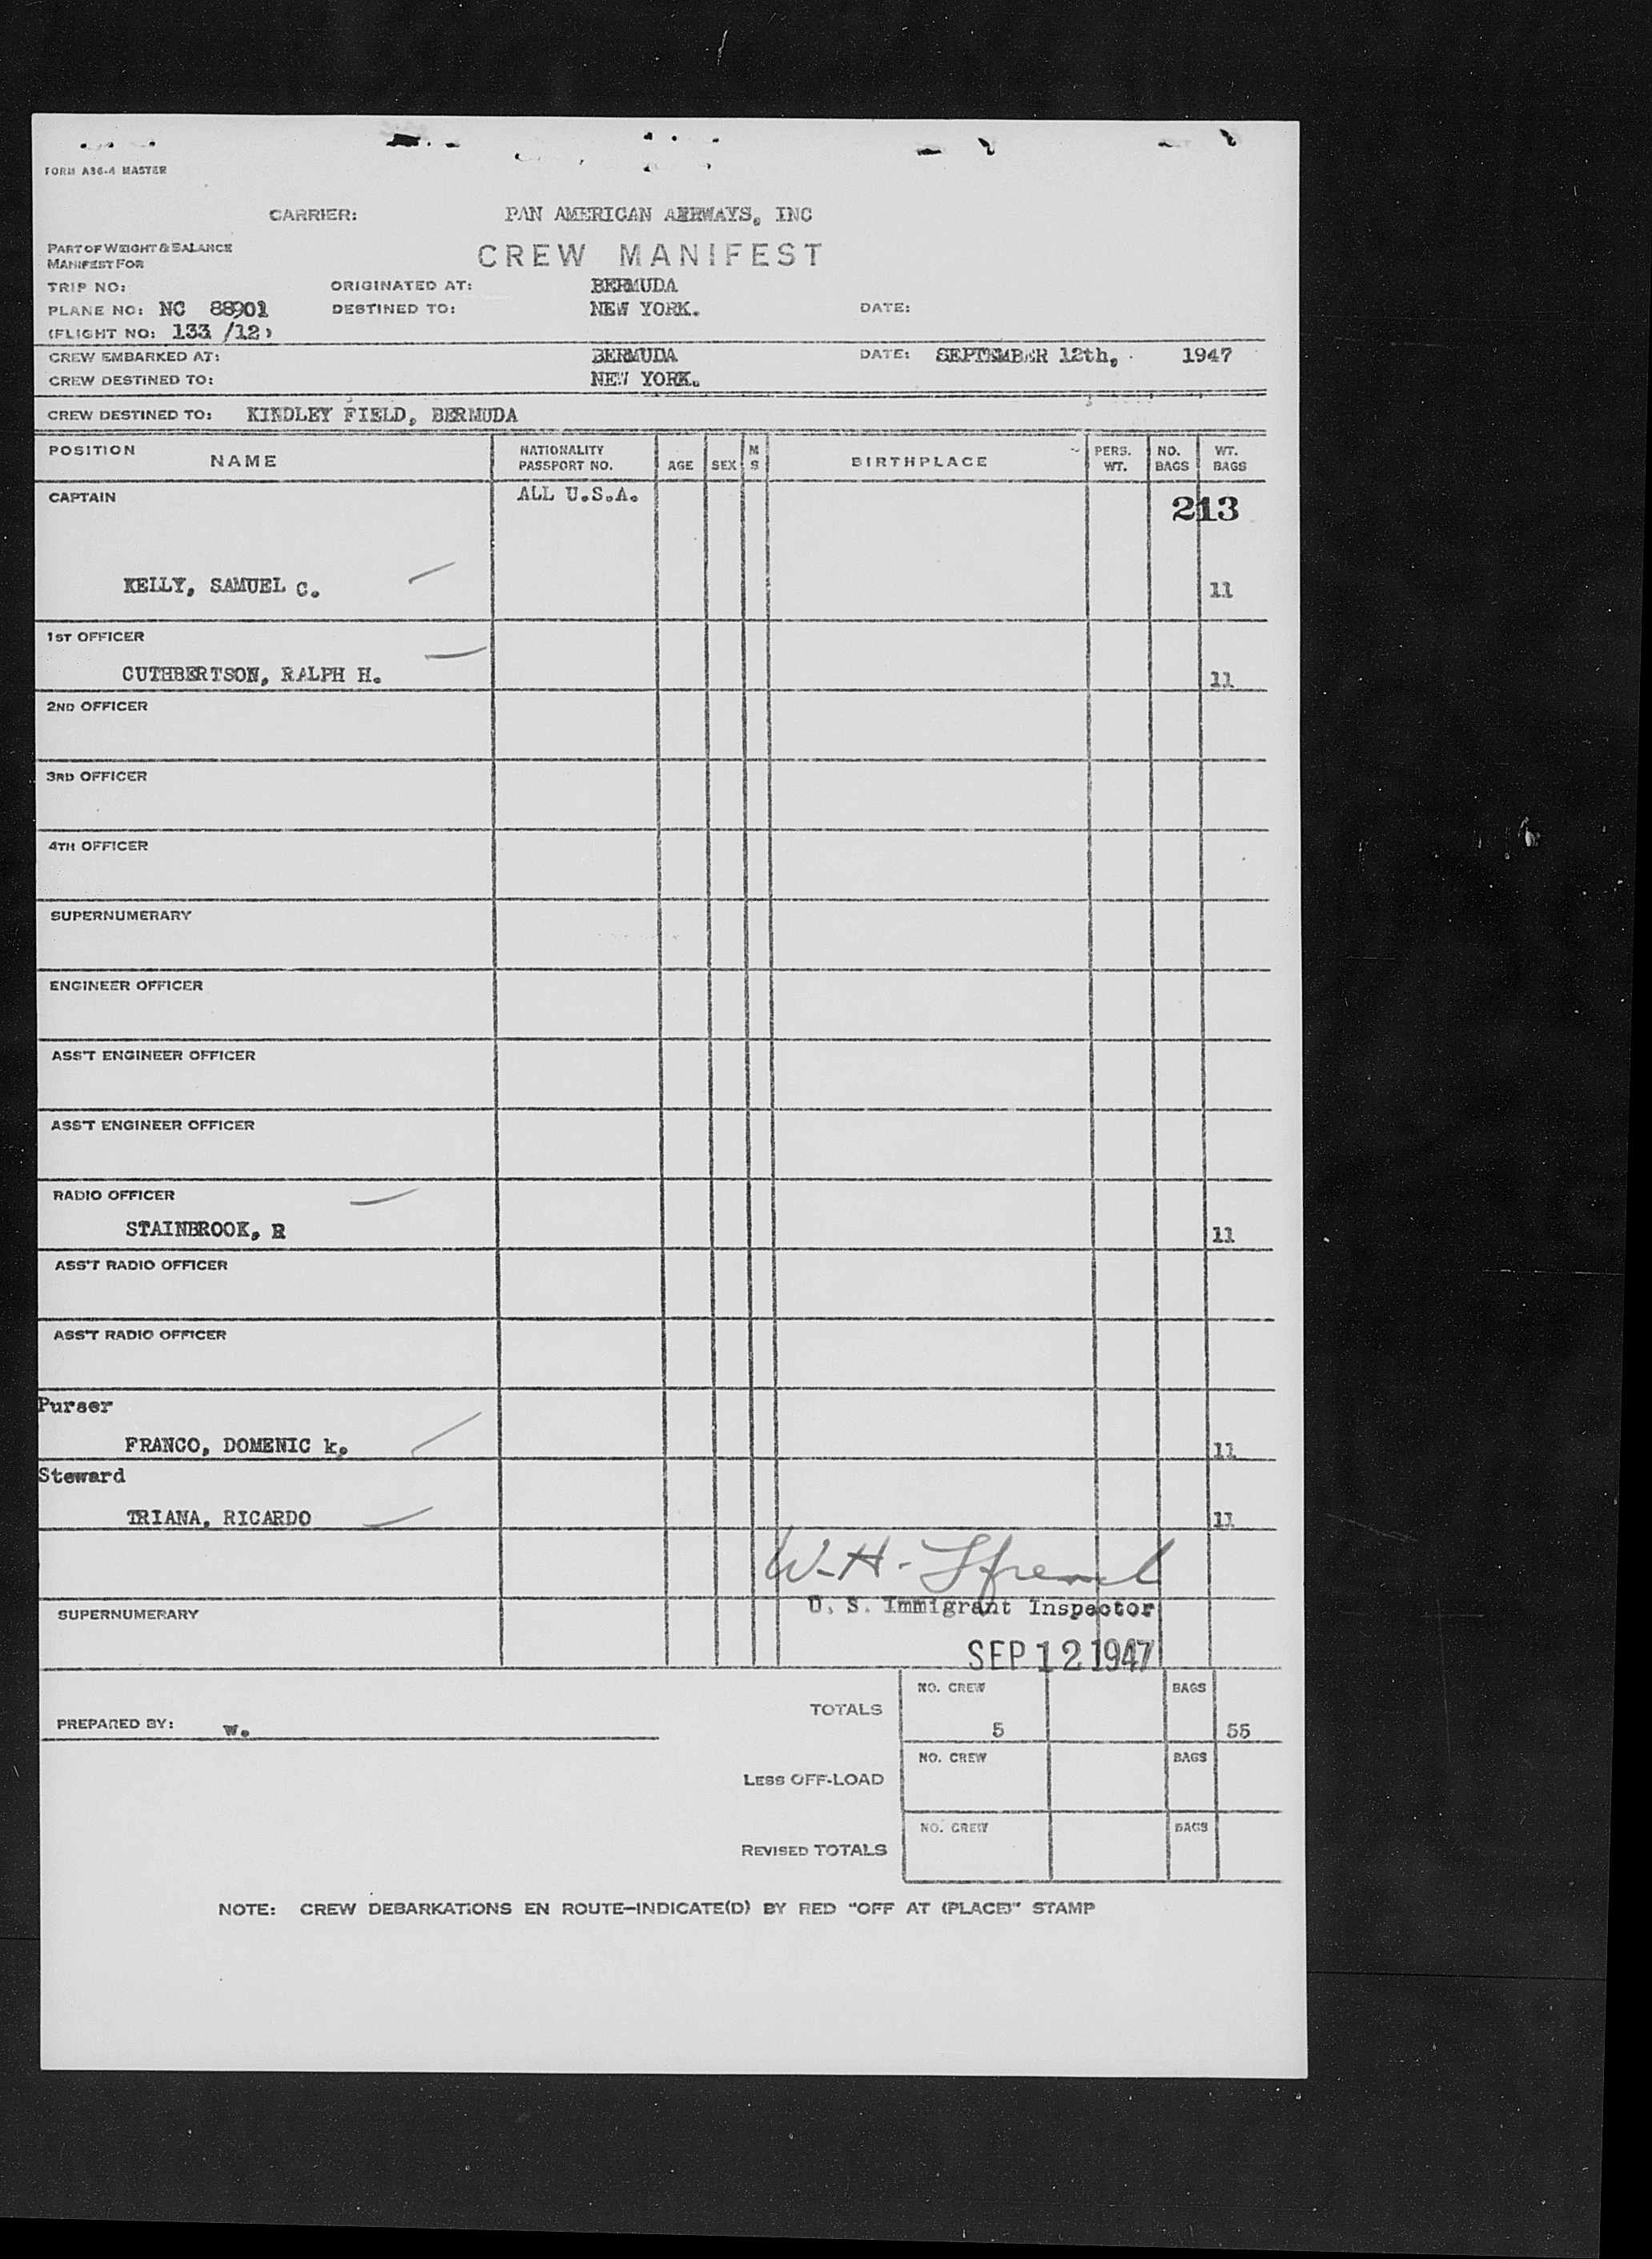 FORM A36-4 MASTER
CARRIER: PAN AMERICAN AIRWAYS, INC
PART OF WEIGHT & BALANCE
MANIFEST FOR
CREW MANIFEST
TRIP NO: ORIGINATED AT: BERMUDA
PLANE NO: NC 88901 DESTINED TO: NEW YORK. DATE:
(FLIGHT NO: 133 /12)
CREW EMBARKED AT: BERMUDA DATE: SEPTEMBER 12th, 1947
CREW DESTINED TO: NEW YORK.
CREW DESTINED TO: KINDLEY FIELD, BERMUDA
POSITION NAME NATIONALITY PASSPORT NO. AGE SEX M S BIRTHPLACE PERS. WT. NO. BAGS WT. BAGS
CAPTAIN ALL U.S.A. 213
KELLY, SAMUEL C. 11
1ST OFFICER
CUTHBERTSON, RALPH H. 11
2ND OFFICER
3RD OFFICER
4TH OFFICER
SUPERNUMERARY
ENGINEER OFFICER
ASS'T ENGINEER OFFICER
ASS'T ENGINEER OFFICER
RADIO OFFICER
STAINBROOK, R 11
ASS'T RADIO OFFICER
ASS'T RADIO OFFICER
Purser
FRANCO, DOMENIC k. 11
Steward
TRIANA, RICARDO 11
W. H.
U. S. Immigrant Inspector
SUPERNUMERARY
SEP 12 1947
NO. CREW BAGS
TOTALS 5 55
PREPARED BY: w.
NO. CREW BAGS
LESS OFF-LOAD
NO. CREW BAGS
REVISED TOTALS
NOTE: CREW DEBARKATIONS EN ROUTE-INDICATE(D) BY RED "OFF AT (PLACE)" STAMP